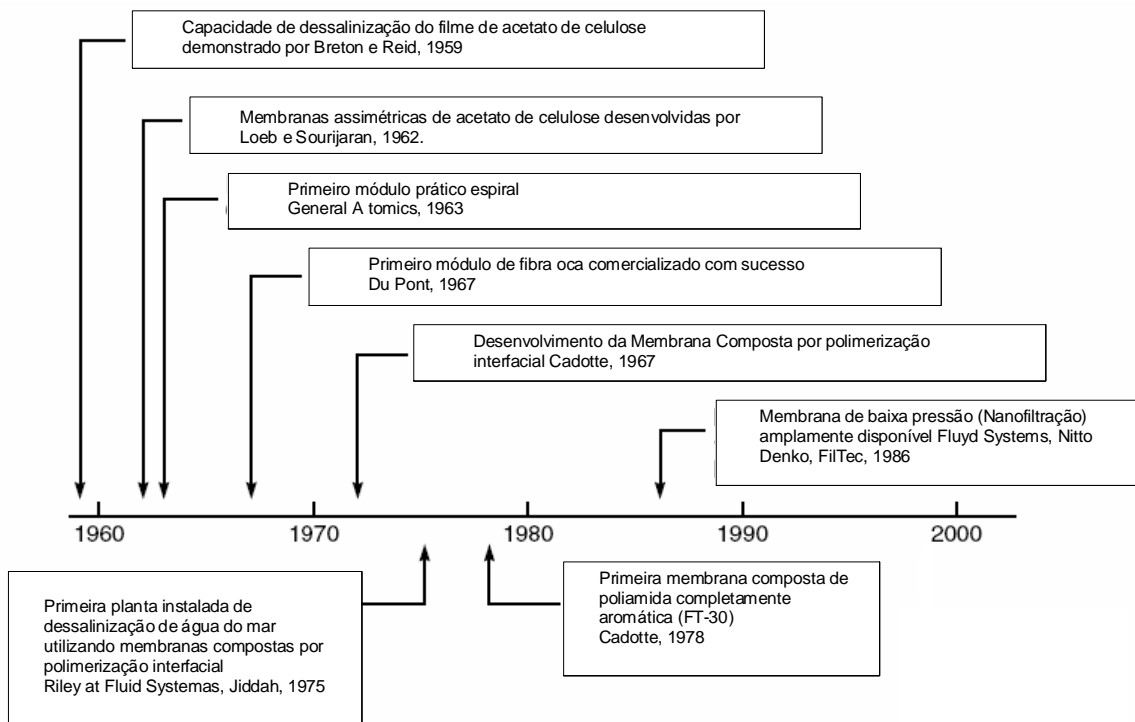 Capacidade de dessalinização do filme de acetato de celulose
demonstrado por Breton e Reid, 1959
Membranas assimétricas de acetato de celulose desenvolvidas por
Loeb e Sourijaran, 1962.
Primeiro módulo prático espiral
General A tomics, 1963
Primeiro módulo de fibra oca comercializado com sucesso
Du Pont, 1967
Desenvolvimento da Membrana Composta por polimerização
interfacial Cadotte, 1967
Membrana de baixa pressão (Nanofiltração)
amplamente disponível Fluyd Systems, Nitto
Denko, FilTec, 1986
1960 1970 1980 1990 2000
Primeira planta instalada de
dessalinização de água do mar
utilizando membranas compostas por
polimerização interfacial
Riley at Fluid Systemas, Jiddah, 1975
Primeira membrana composta de
poliamida completamente
aromática (FT-30)
Cadotte, 1978